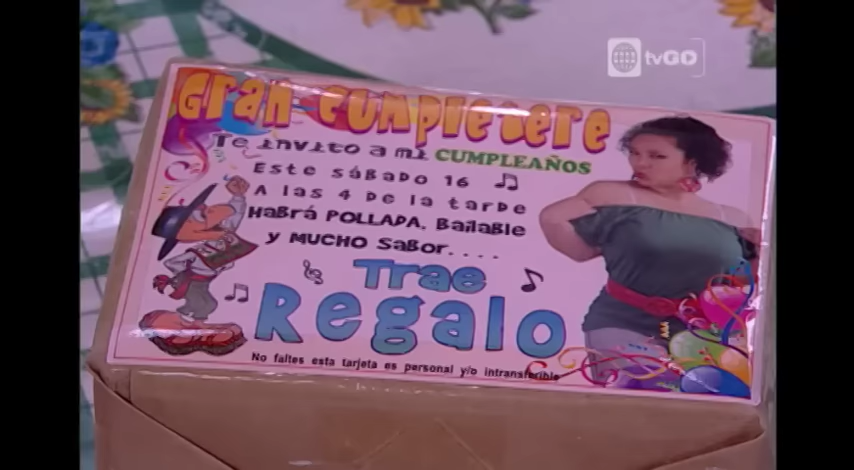 tvGO
Gran CUMPLETERE
Te invito a mi CUMPLEAÑOS
Este sábado 16
A las 4 de la tarde
Habrá POLLADA, Bailable
y MUCHO Sabor....
Trae
Regalo
No faltes esta tarjeta es personal y/o intransferible